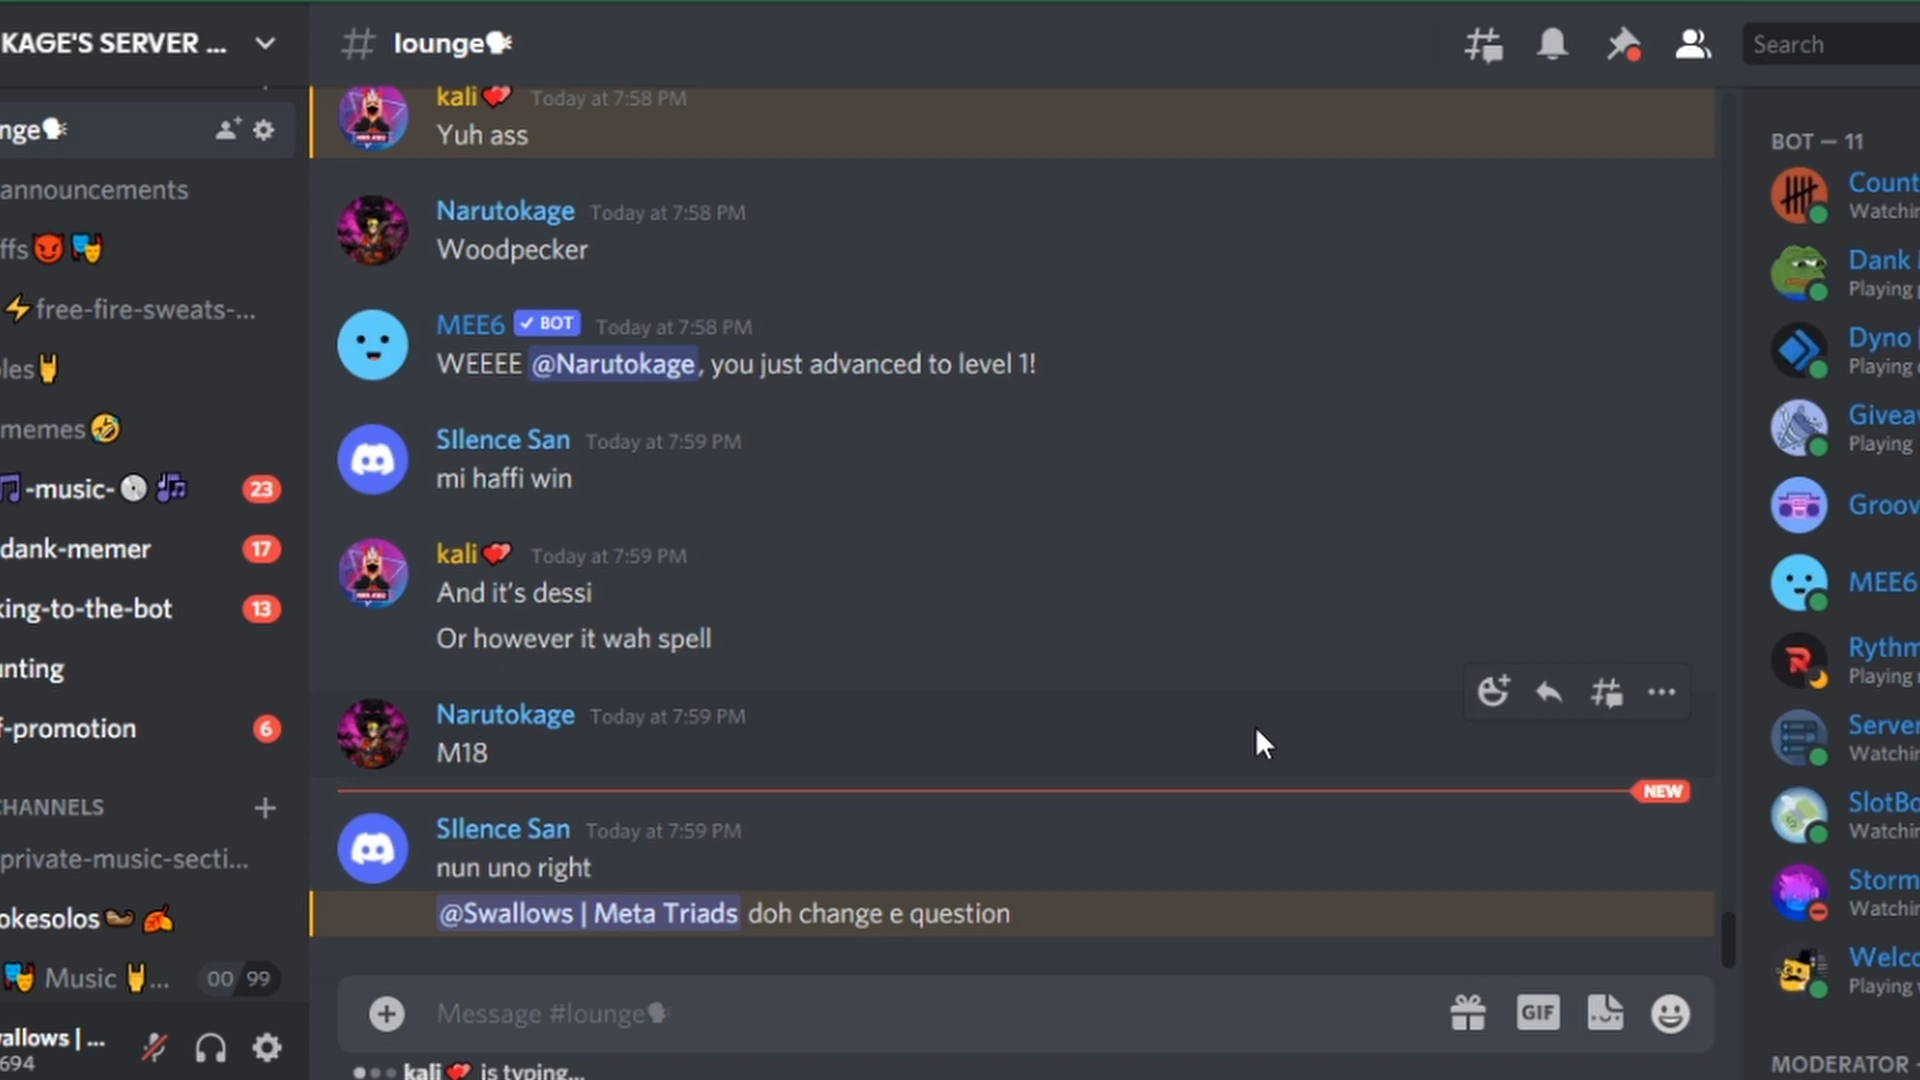 KAGE'S SERVER ...
nge🗣
announcements
ffs😈🎭
⚡free-fire-sweats-...
les🤘
memes🤣
🎵-music-💿🎶 23
dank-memer 17
king-to-the-bot 13
unting
f-promotion 6
CHANNELS
private-music-secti...
okesolos🍂
🎭 Music 🤘... 00 99
vallows | ...
694
# lounge🗣
Search
kali💕 Today at 7:58 PM
Yuh ass
Narutokage Today at 7:58 PM
Woodpecker
MEE6 ✓ BOT Today at 7:58 PM
WEEEE @Narutokage, you just advanced to level 1!
SIlence San Today at 7:59 PM
mi haffi win
kali💕 Today at 7:59 PM
And it's dessi
Or however it wah spell
Narutokage Today at 7:59 PM
M18
NEW
SIlence San Today at 7:59 PM
nun uno right
@Swallows | Meta Triads doh change e question
Message #lounge🗣
GIF
kali💕 is typing...
BOT — 11
Count
Watchin
Dank
Playing
Dyno
Playing
Giveav
Playing
Groov
MEE6
Rythm
Playing
Server
Watchin
SlotBo
Watchin
Storm
Watchin
Welco
Playing
MODERATOR